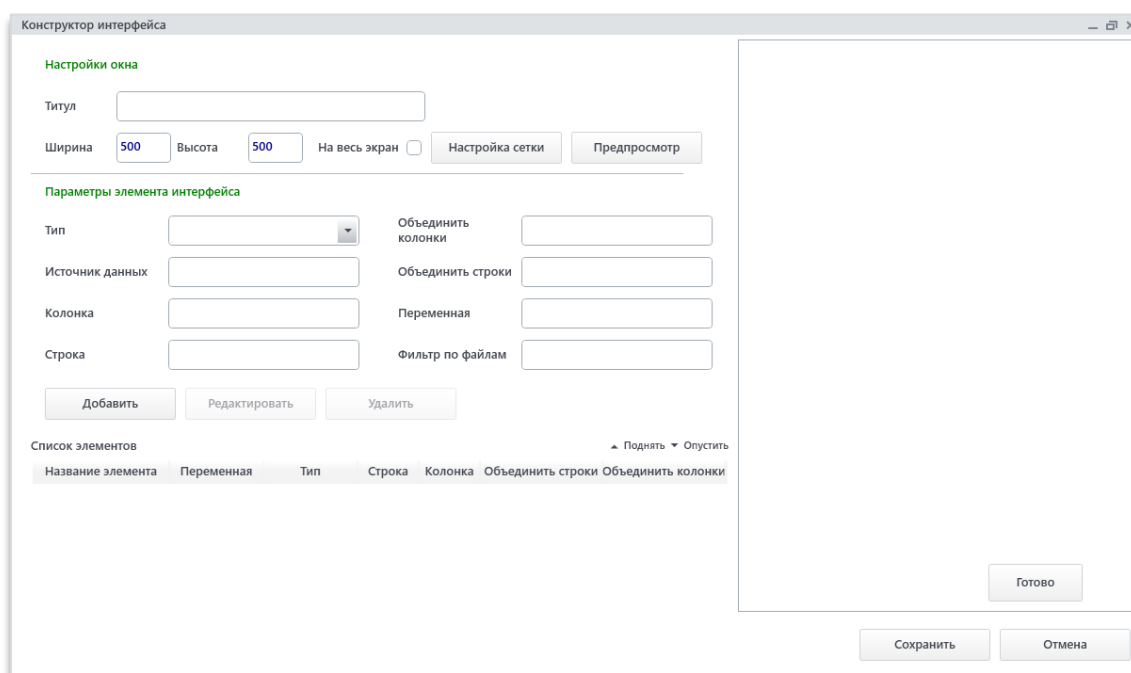 Конструктор интерфейса
Настройки окна
Титул
Ширина 500 Высота 500 На весь экран Настройка сетки Предпросмотр
Параметры элемента интерфейса
Тип Объединить колонки
Источник данных Объединить строки
Колонка Переменная
Строка Фильтр по файлам
Добавить Редактировать Удалить
Список элементов Поднять Опустить
Название элемента Переменная Тип Строка Колонка Объединить строки Объединить колонки
Готово
Сохранить Отмена